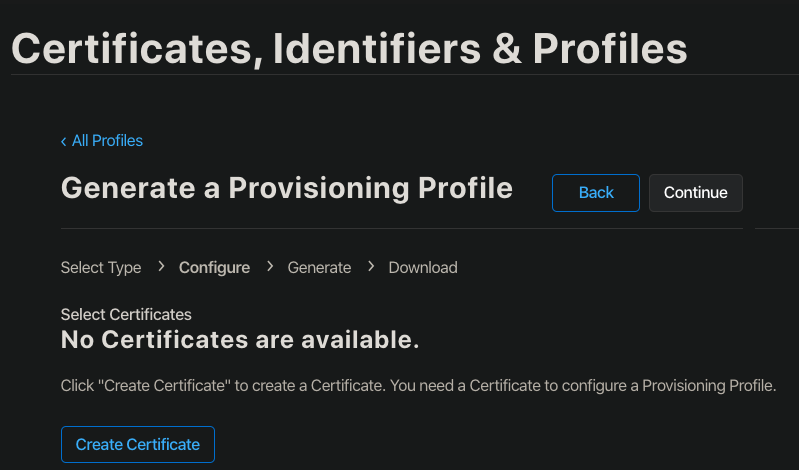 Certificates, Identifiers & Profiles
‹ All Profiles
Generate a Provisioning Profile
Back
Continue
Select Type > Configure > Generate > Download
Select Certificates
No Certificates are available.
Click "Create Certificate" to create a Certificate. You need a Certificate to configure a Provisioning Profile.
Create Certificate